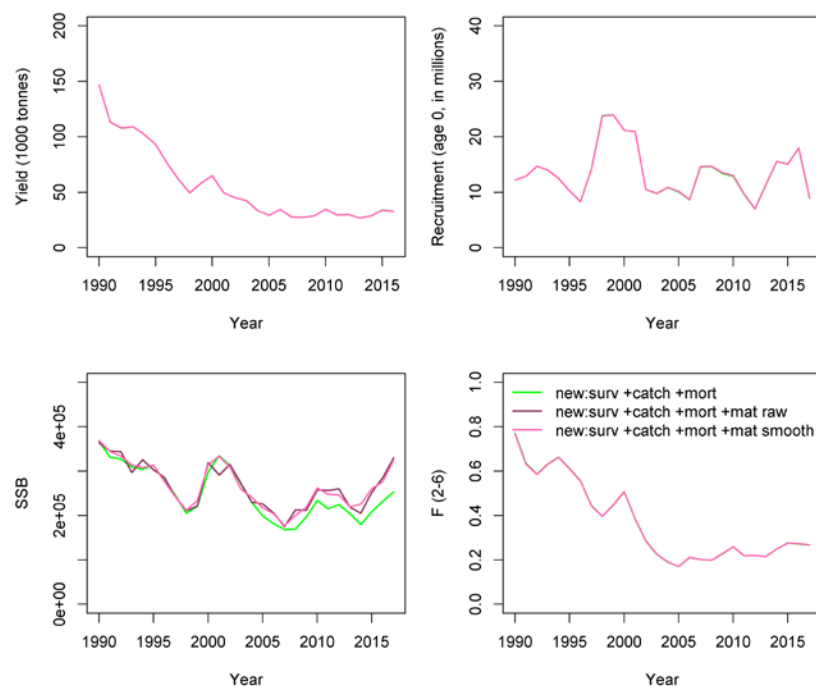 Yield (1000 tonnes)
0 50 100 150 200
1990 1995 2000 2005 2010 2015
Year
Recruitment (age 0, in millions)
0 10 20 30 40
1990 1995 2000 2005 2010 2015
Year
SSB
0e+00 2e+05 4e+05
1990 1995 2000 2005 2010 2015
Year
F (2-6)
0.0 0.2 0.4 0.6 0.8 1.0
new:surv +catch +mort
new:surv +catch +mort +mat raw
new:surv +catch +mort +mat smooth
1990 1995 2000 2005 2010 2015
Year